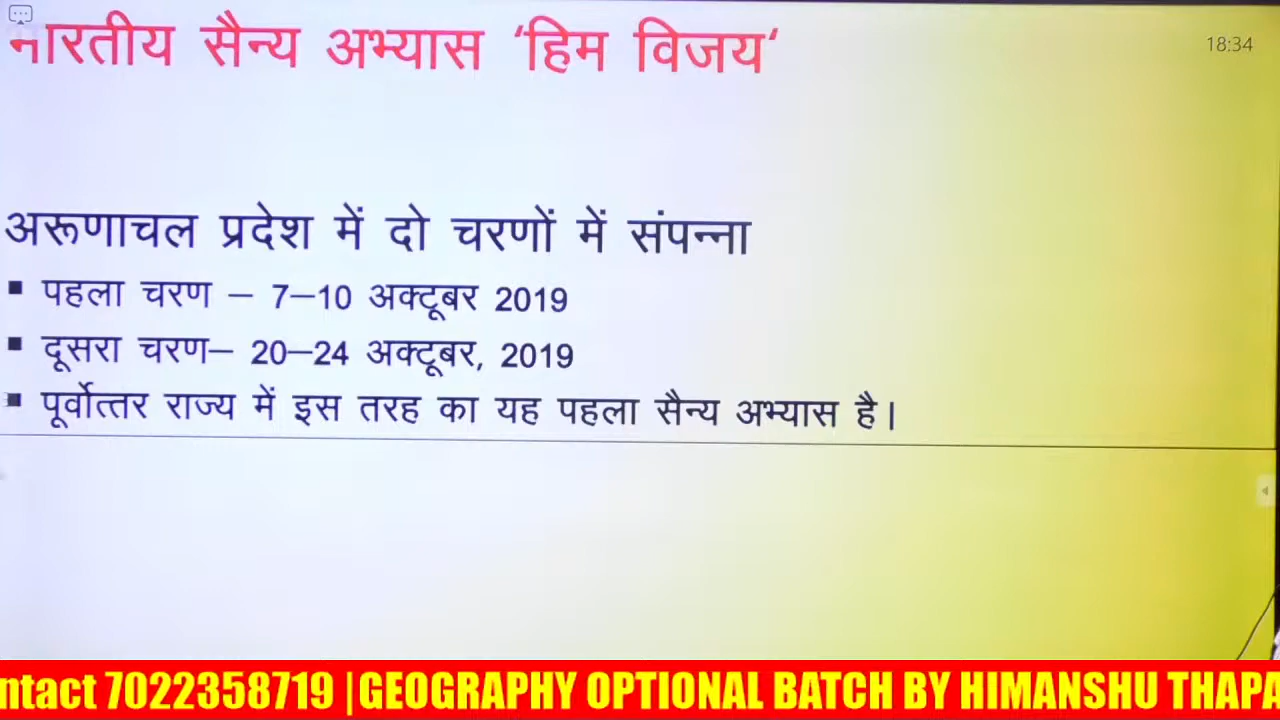 भारतीय सैन्य अभ्यास ‘हिम विजय‘
18:34
अरूणाचल प्रदेश में दो चरणों में संपन्ना
▪ पहला चरण – 7–10 अक्टूबर 2019
▪ दूसरा चरण– 20–24 अक्टूबर, 2019
▪ पूर्वोत्तर राज्य में इस तरह का यह पहला सैन्य अभ्यास है।
ntact 7022358719 |GEOGRAPHY OPTIONAL BATCH BY HIMANSHU THAPA